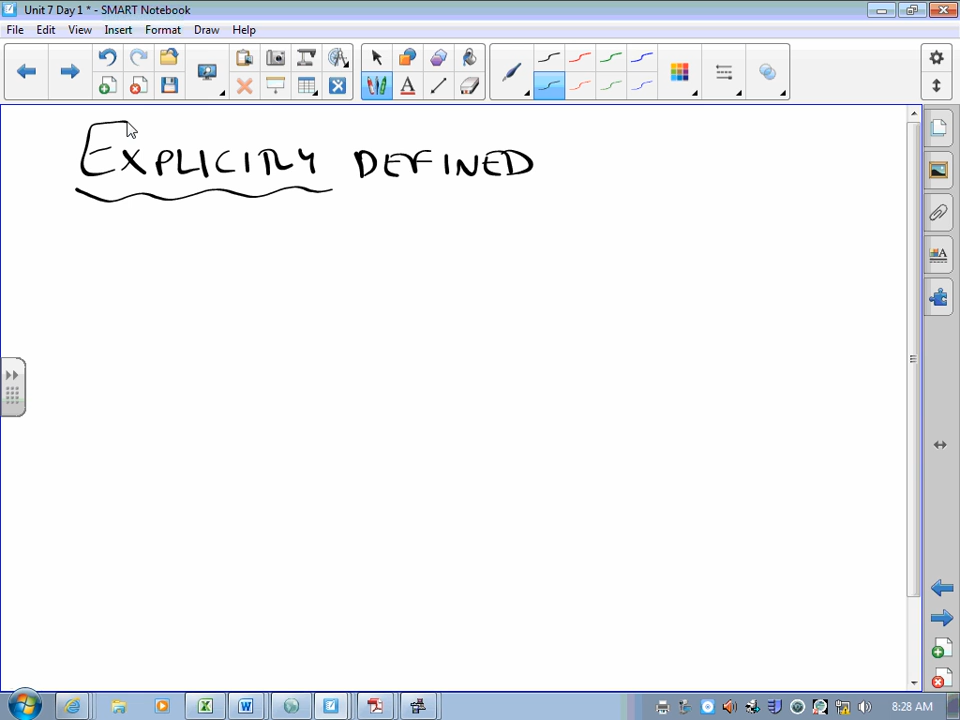 Unit 7 Day 1 * - SMART Notebook
File Edit View Insert Format Draw Help
EXPLICITLY DEFINED
8:28 AM